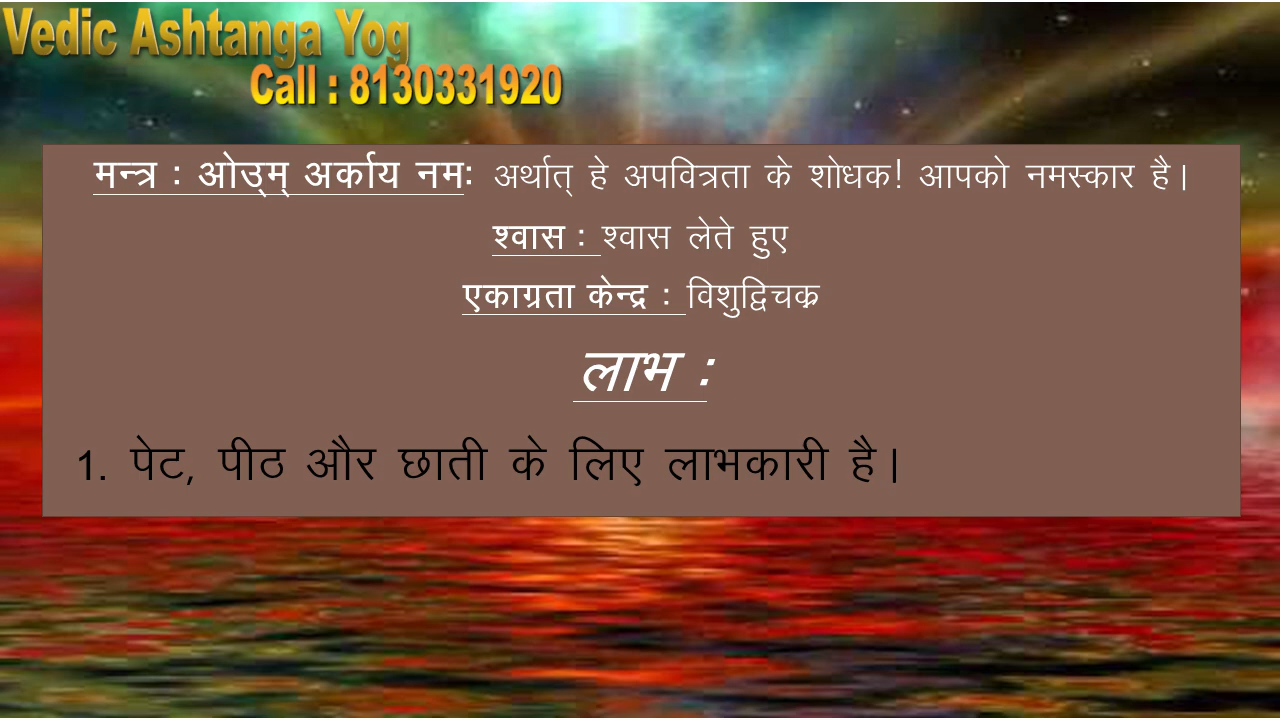 Vedic Ashtanga Yog
Call : 8130331920
मन्त्र : ओउम् अर्काय नमः अर्थात् हे अपवित्रता के शोधक! आपको नमस्कार है।
श्वास : श्वास लेते हुए
एकाग्रता केन्द्र : विशुद्विचक्र
लाभ :
1. पेट, पीठ और छाती के लिए लाभकारी है।